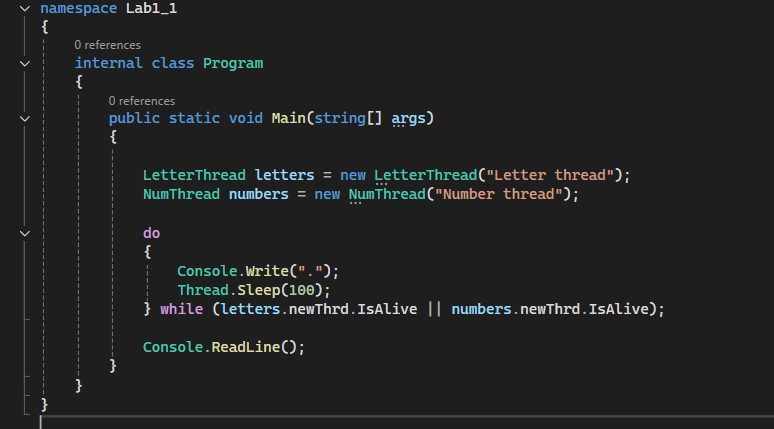 namespace Lab1_1
{
0 references
internal class Program
{
0 references
public static void Main(string[] args)
{
LetterThread letters = new LetterThread("Letter thread");
NumThread numbers = new NumThread("Number thread");
do
{
Console.Write(".");
Thread.Sleep(100);
} while (letters.newThrd.IsAlive || numbers.newThrd.IsAlive);
Console.ReadLine();
}
}
}